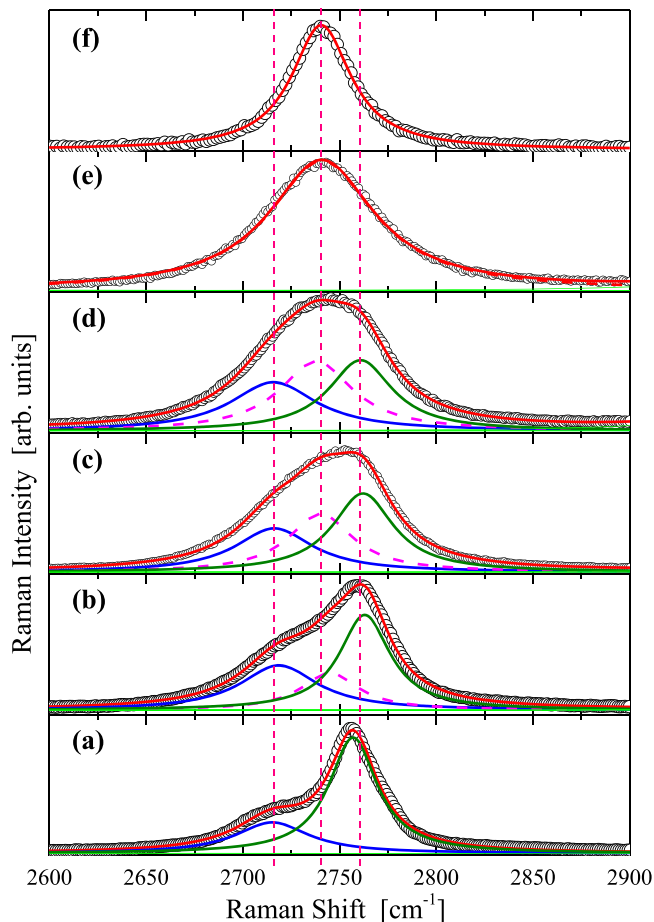 (f)
(e)
(d)
(c)
(b)
(a)
Raman Intensity [arb. units]
2600 2650 2700 2750 2800 2850 2900
Raman Shift [cm-1]